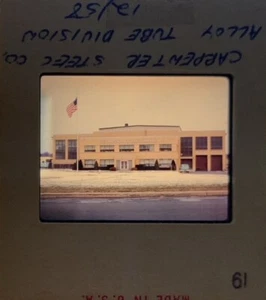 CARPENTER STEEL CO.
ALLOY TUBE DIVISION
12/58
19
MADE IN U.S.A.